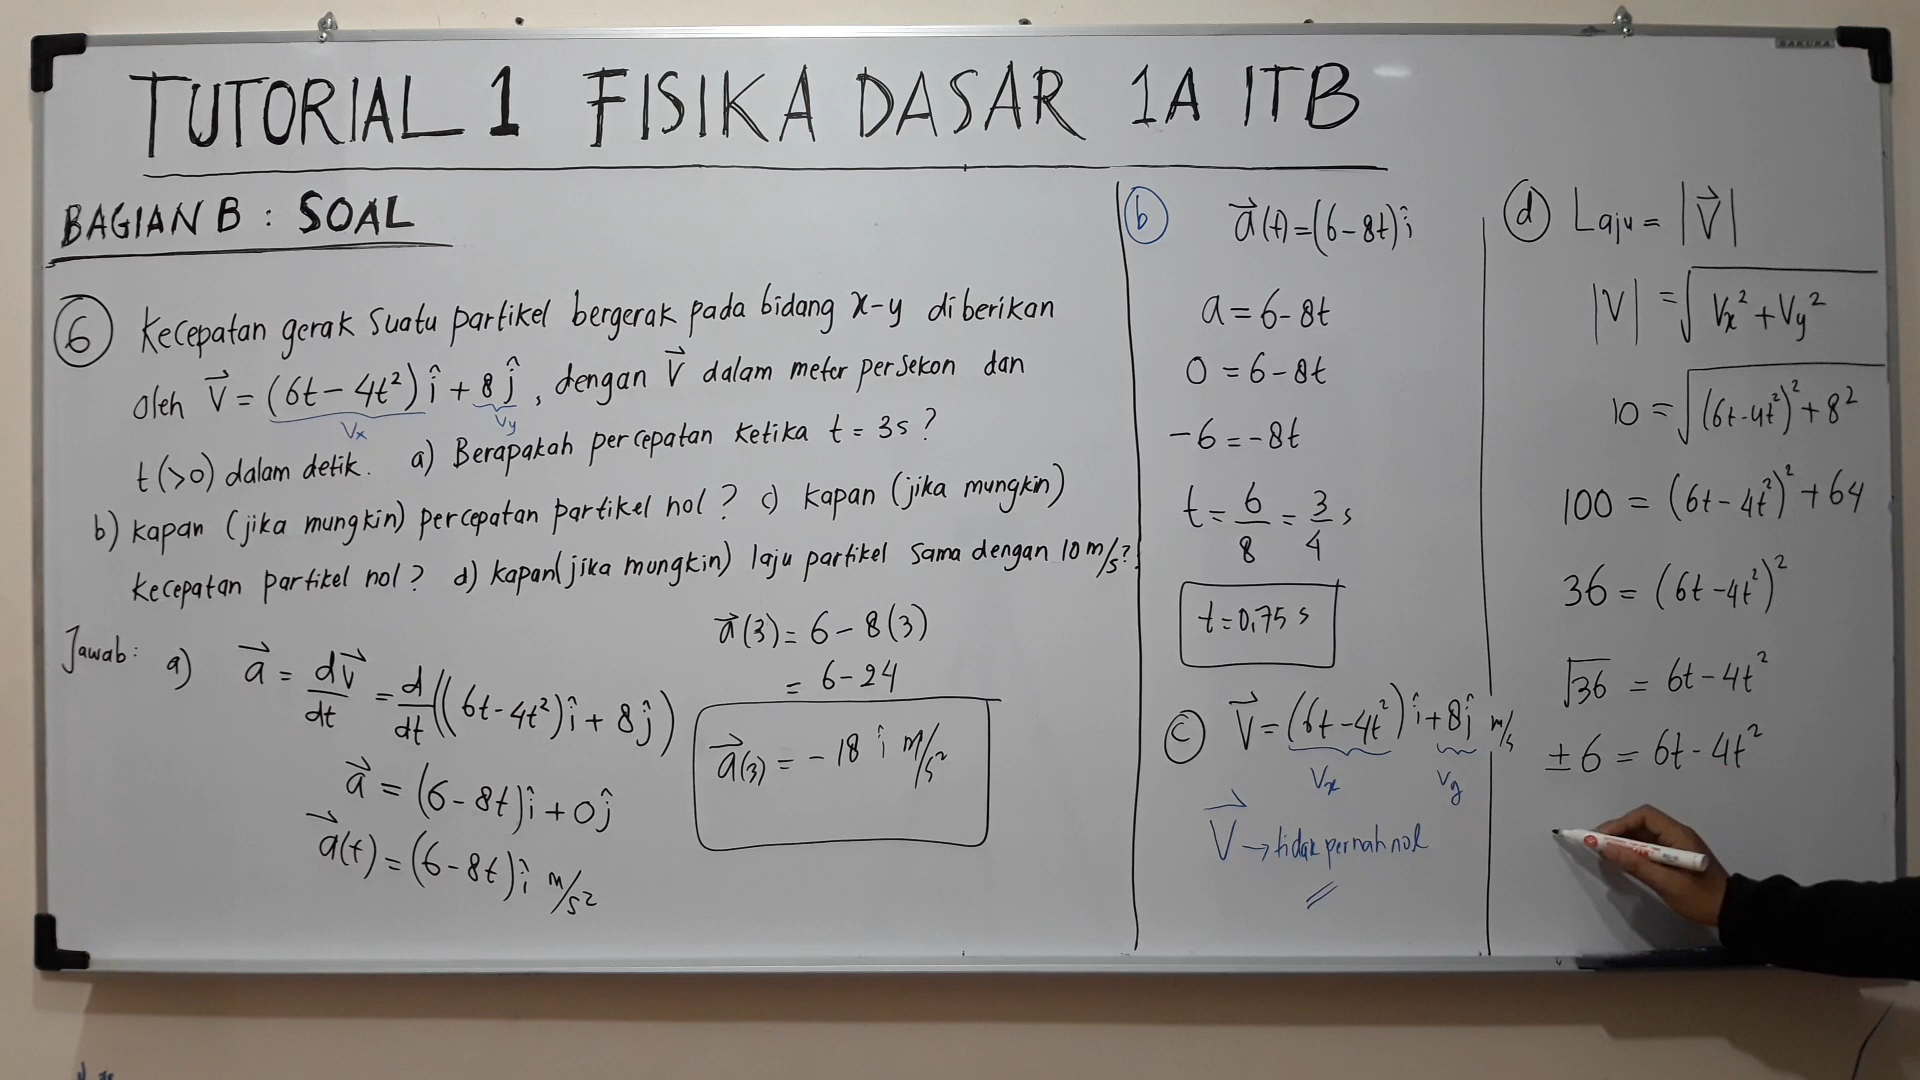 SAKURA
TUTORIAL 1 FISIKA DASAR 1A ITB
BAGIAN B : SOAL
6 Kecepatan gerak suatu partikel bergerak pada bidang x-y diberikan
oleh V⃗ = (6t - 4t²) î + 8 ĵ , dengan V⃗ dalam meter persekon dan
Vx Vy
t (>0) dalam detik. a) Berapakah percepatan ketika t = 3s ?
b) kapan (jika mungkin) percepatan partikel nol ? c) kapan (jika mungkin)
kecepatan partikel nol ? d) kapan (jika mungkin) laju partikel sama dengan 10 m/s ?
Jawab : a) a⃗ = dv⃗/dt = d/dt ((6t - 4t²) î + 8 ĵ)
a⃗ = (6 - 8t) î + 0 ĵ
a⃗(t) = (6 - 8t) î m/s²
a⃗(3) = 6 - 8(3)
= 6 - 24
a⃗(3) = - 18 î m/s²
b a⃗(t) = (6 - 8t) î
a = 6 - 8t
0 = 6 - 8t
-6 = -8t
t = 6/8 = 3/4 s
t = 0,75 s
c V⃗ = (6t - 4t²) î + 8 ĵ m/s
Vx Vy
V⃗ → tidak pernah nol
d Laju = |V⃗|
|V| = √(Vx² + Vy²)
10 = √((6t - 4t²)² + 8²)
100 = (6t - 4t²)² + 64
36 = (6t - 4t²)²
√36 = 6t - 4t²
± 6 = 6t - 4t²